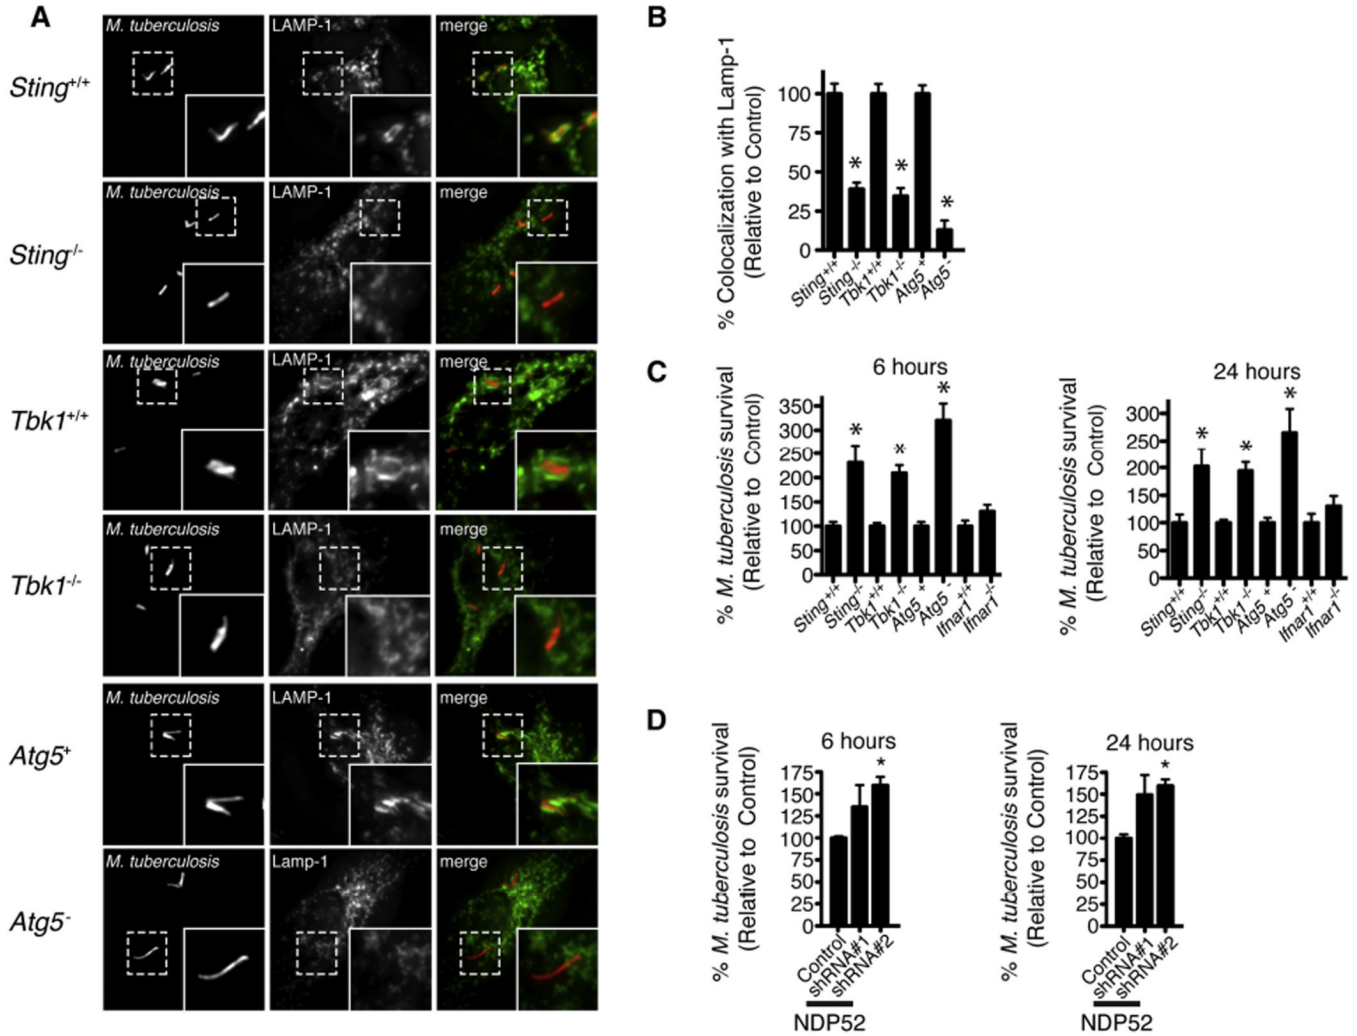 A
M. tuberculosis LAMP-1 merge
Sting+/+
M. tuberculosis LAMP-1 merge
Sting-/-
M. tuberculosis LAMP-1 merge
Tbk1+/+
M. tuberculosis LAMP-1 merge
Tbk1-/-
M. tuberculosis LAMP-1 merge
Atg5+
M. tuberculosis Lamp-1 merge
Atg5-
B
% Colocalization with Lamp-1
(Relative to Control)
100
75
50
25
0
* * *
Sting+/+ Sting-/- Tbk1+/+ Tbk1-/- Atg5+ Atg5-
C
6 hours
% M. tuberculosis survival
(Relative to Control)
350
300
250
200
150
100
50
0
* * *
Sting+/+ Sting-/- Tbk1+/+ Tbk1-/- Atg5+ Atg5- Ifnar1+/+ Ifnar1-/-
24 hours
% M. tuberculosis survival
(Relative to Control)
300
250
200
150
100
50
0
* * *
Sting+/+ Sting-/- Tbk1+/+ Tbk1-/- Atg5+ Atg5- Ifnar1+/+ Ifnar1-/-
D
6 hours
% M. tuberculosis survival
(Relative to Control)
175
150
125
100
75
50
25
0
*
Control shRNA#1 shRNA#2
NDP52
24 hours
% M. tuberculosis survival
(Relative to Control)
175
150
125
100
75
50
25
0
*
Control shRNA#1 shRNA#2
NDP52